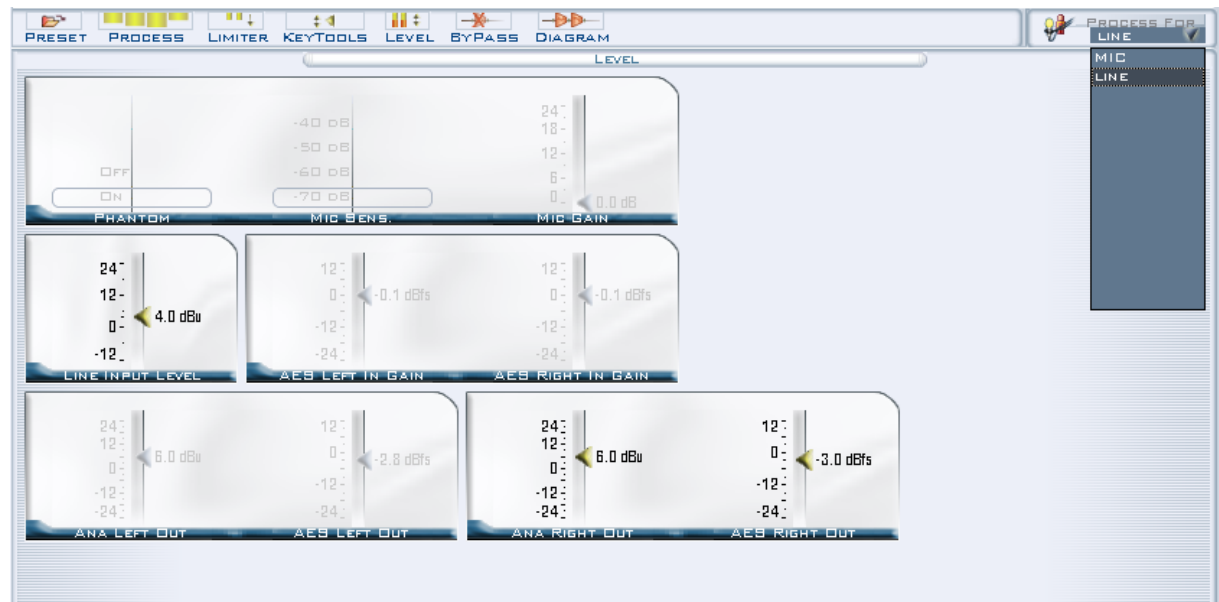 PRESET PROCESS LIMITER KEYTOOLS LEVEL BYPASS DIAGRAM
PROCESS FOR
LINE
MIC
LINE
LEVEL
OFF
ON
PHANTOM
-40 DB
-50 DB
-60 DB
-70 DB
MIC SENS.
24
18
12
6
0
0.0 dB
MIC GAIN
24
12
0
-12
4.0 dBu
LINE INPUT LEVEL
12
0
-12
-24
-0.1 dBfs
AES LEFT IN GAIN
12
0
-12
-24
-0.1 dBfs
AES RIGHT IN GAIN
24
12
0
-12
-24
6.0 dBu
ANA LEFT OUT
12
0
-12
-24
-2.8 dBfs
AES LEFT OUT
24
12
0
-12
-24
6.0 dBu
ANA RIGHT OUT
12
0
-12
-24
-3.0 dBfs
AES RIGHT OUT